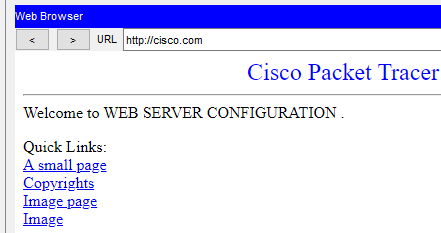 Web Browser
< > URL http://cisco.com
Cisco Packet Tracer
Welcome to WEB SERVER CONFIGURATION .
Quick Links:
A small page
Copyrights
Image page
Image